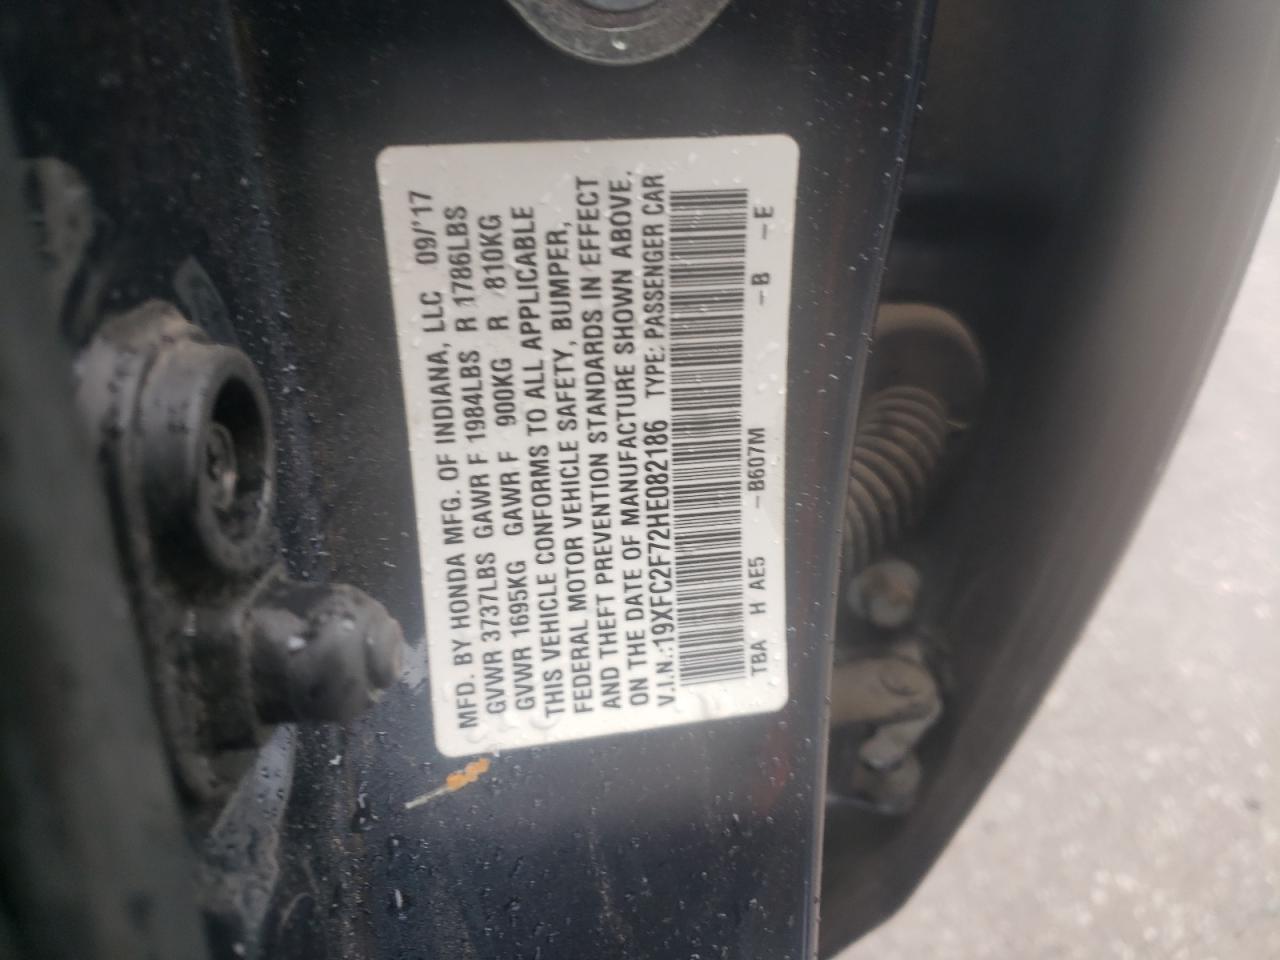 MFD. BY HONDA MFG. OF INDIANA, LLC 09/'17
GVWR 3737LBS GAWR F 1984LBS R 1786LBS
GVWR 1695KG GAWR F 900KG R 810KG
THIS VEHICLE CONFORMS TO ALL APPLICABLE
FEDERAL MOTOR VEHICLE SAFETY, BUMPER,
AND THEFT PREVENTION STANDARDS IN EFFECT
ON THE DATE OF MANUFACTURE SHOWN ABOVE.
V.I.N.:19XFC2F72HE082186 TYPE: PASSENGER CAR
TBA H AE5 -B607M -B -E